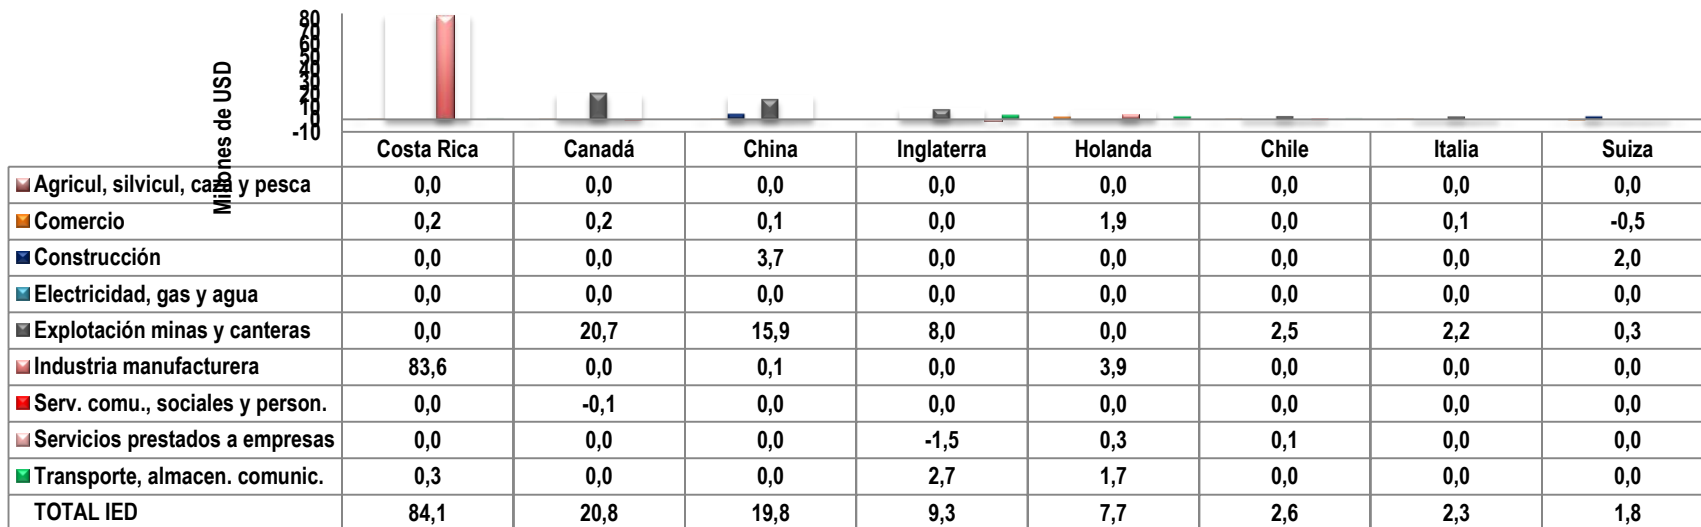 80
70
60
50
40
30
20
10
0
-10
Millones de USD
Costa Rica Canadá China Inglaterra Holanda Chile Italia Suiza
Agricul, silvicul, caza y pesca 0,0 0,0 0,0 0,0 0,0 0,0 0,0 0,0
Comercio 0,2 0,2 0,1 0,0 1,9 0,0 0,1 -0,5
Construcción 0,0 0,0 3,7 0,0 0,0 0,0 0,0 2,0
Electricidad, gas y agua 0,0 0,0 0,0 0,0 0,0 0,0 0,0 0,0
Explotación minas y canteras 0,0 20,7 15,9 8,0 0,0 2,5 2,2 0,3
Industria manufacturera 83,6 0,0 0,1 0,0 3,9 0,0 0,0 0,0
Serv. comu., sociales y person. 0,0 -0,1 0,0 0,0 0,0 0,0 0,0 0,0
Servicios prestados a empresas 0,0 0,0 0,0 -1,5 0,3 0,1 0,0 0,0
Transporte, almacen. comunic. 0,3 0,0 0,0 2,7 1,7 0,0 0,0 0,0
TOTAL IED 84,1 20,8 19,8 9,3 7,7 2,6 2,3 1,8